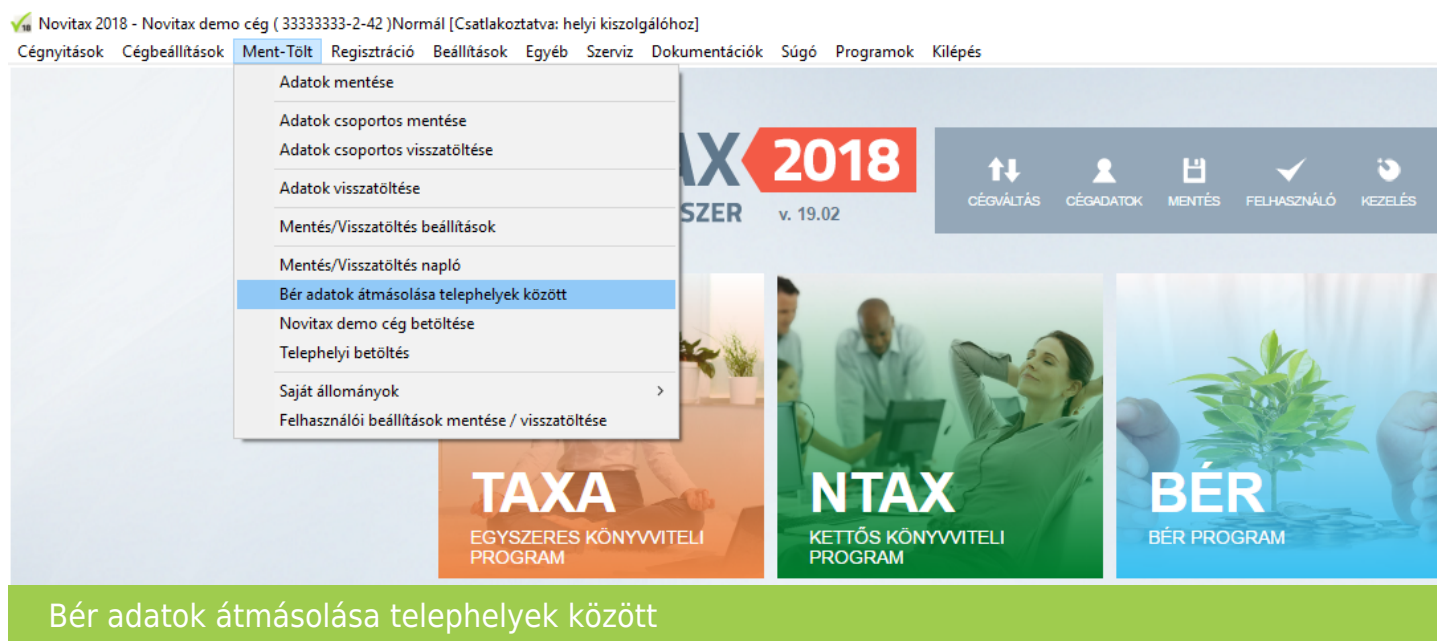 Novitax 2018 - Novitax demo cég ( 33333333-2-42 )Normál [Csatlakoztatva: helyi kiszolgálóhoz]
Cégnyitások Cégbeállítások Ment-Tölt Regisztráció Beállítások Egyéb Szerviz Dokumentációk Súgó Programok Kilépés
Adatok mentése
Adatok csoportos mentése
Adatok csoportos visszatöltése
Adatok visszatöltése
Mentés/Visszatöltés beállítások
Mentés/Visszatöltés napló
Bér adatok átmásolása telephelyek között
Novitax demo cég betöltése
Telephelyi betöltés
Saját állományok
Felhasználói beállítások mentése / visszatöltése
AX 2018
SZER v. 19.02
CÉGVÁLTÁS CÉGADATOK MENTÉS FELHASZNÁLÓ KEZELÉS
TAXA
EGYSZERES KÖNYVVITELI
PROGRAM
NTAX
KETTŐS KÖNYVVITELI
PROGRAM
BÉR
BÉR PROGRAM
Bér adatok átmásolása telephelyek között